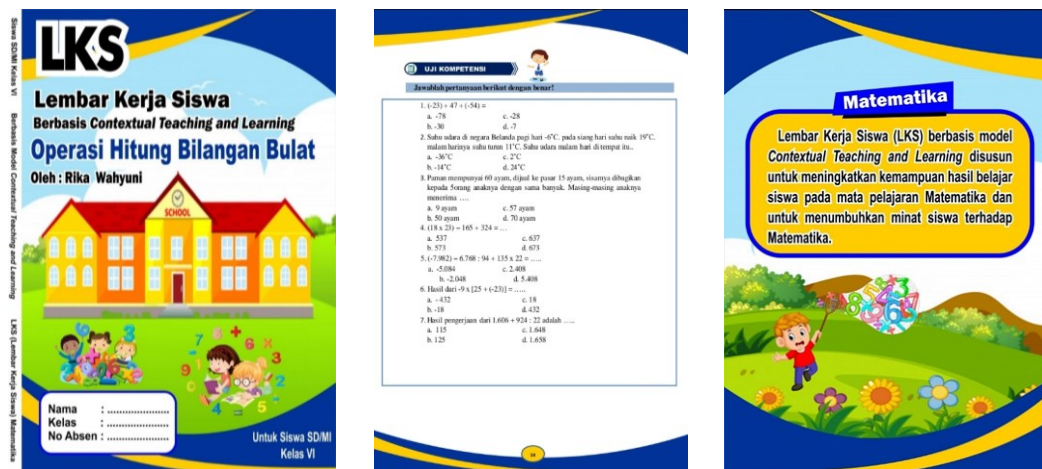 Siswa SD/MI Kelas VI Berbasis Model Contextual Teaching and Learning LKS (Lembar Kerja Siswa) Matematika
LKS
Lembar Kerja Siswa
Berbasis Contextual Teaching and Learning
Operasi Hitung Bilangan Bulat
Oleh : Rika Wahyuni
SCHOOL
Nama : ......................
Kelas : ......................
No Absen : ......................
Untuk Siswa SD/MI
Kelas VI
UJI KOMPETENSI
Jawablah pertanyaan berikut dengan benar!
1. (-23) + 47 + (-54) =
a. -78 c. -28
b. -30 d. -7
2. Suhu udara di negara Belanda pagi hari -6°C. pada siang hari suhu naik 19°C.
malam harinya suhu turun 11°C. Suhu udara malam hari di tempat itu..
a. -36°C c. 2°C
b. -14°C d. 24°C
3. Paman mempunyai 60 ayam, dijual ke pasar 15 ayam, sisarnya dibagikan
kepada 5orang anaknya dengan sama banyak. Masing-masing anaknya
menerima ….
a. 9 ayam c. 57 ayam
b. 50 ayam d. 70 ayam
4. (18 x 23) – 165 + 324 = …
a. 537 c. 637
b. 573 d. 673
5. (-7.982) – 6.768 : 94 + 135 x 22 = …..
a. -5.084 c. 2.408
b. -2.048 d. 5.408
6. Hasil dari -9 x [25 + (-23)] = …..
a. - 432 c. 18
b. -18 d. 432
7. Hasil pengerjaan dari 1.606 + 924 : 22 adalah …..
a. 115 c. 1.648
b. 125 d. 1.658
Matematika
Lembar Kerja Siswa (LKS) berbasis model
Contextual Teaching and Learning disusun
untuk meningkatkan kemampuan hasil belajar
siswa pada mata pelajaran Matematika dan
untuk menumbuhkan minat siswa terhadap
Matematika.